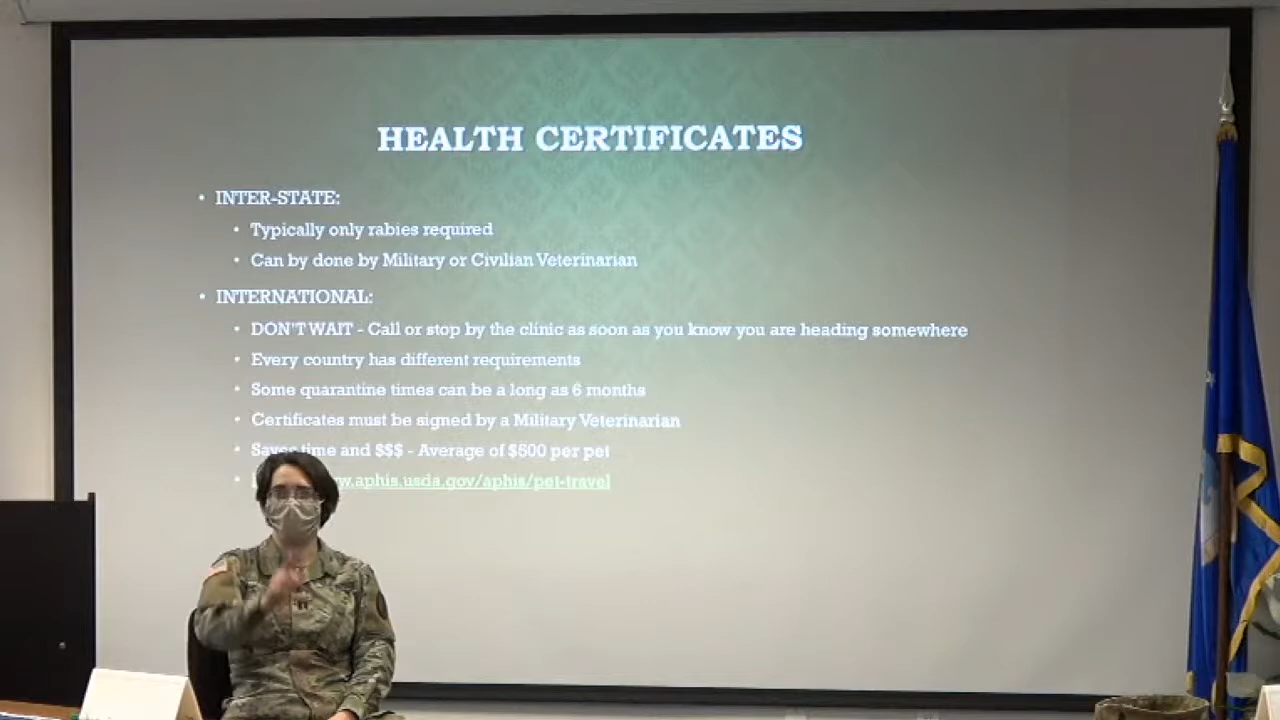 HEALTH CERTIFICATES
• INTER-STATE:
• Typically only rabies required
• Can by done by Military or Civilian Veterinarian
• INTERNATIONAL:
• DON'T WAIT - Call or stop by the clinic as soon as you know you are heading somewhere
• Every country has different requirements
• Some quarantine times can be a long as 6 months
• Certificates must be signed by a Military Veterinarian
• Saves time and $$$ - Average of $500 per pet
• .aphis.usda.gov/aphis/pet-travel